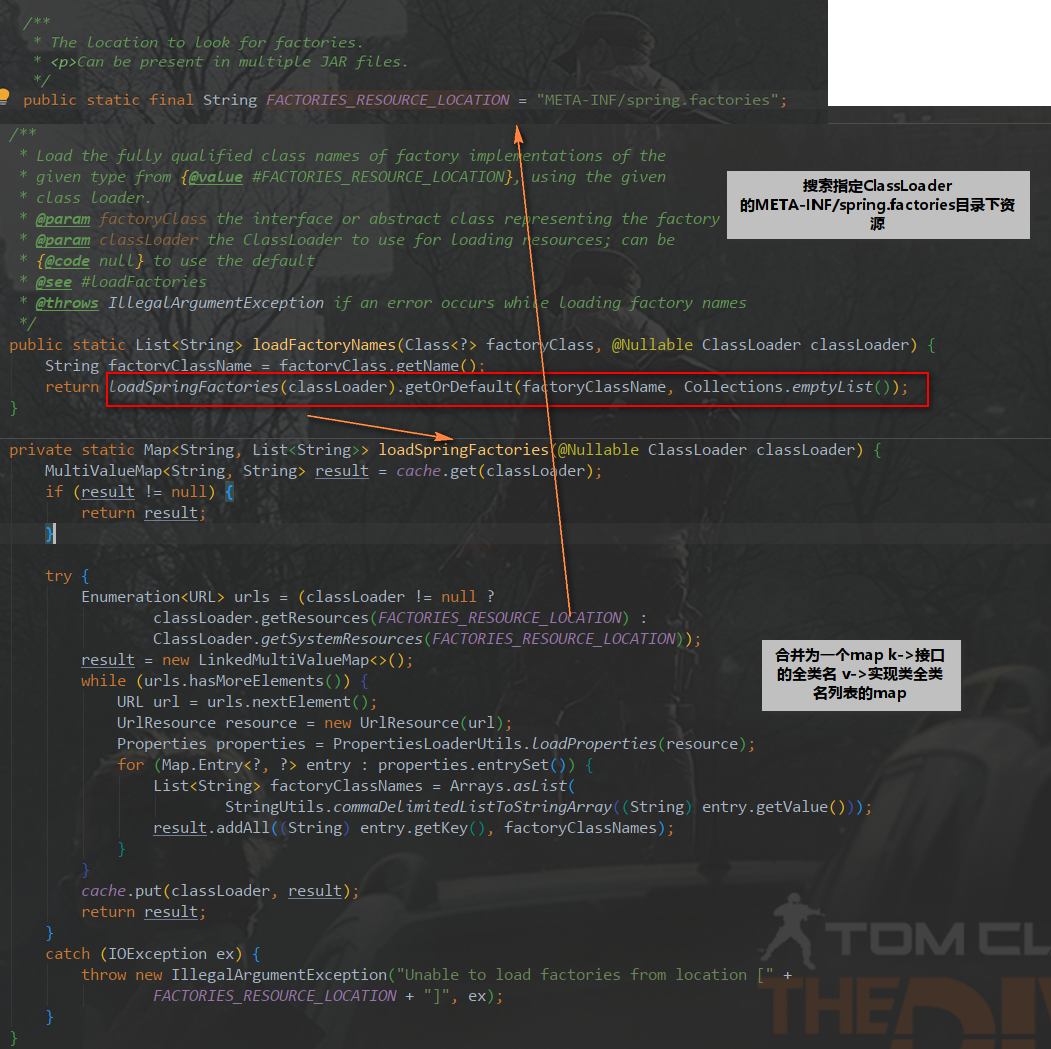 /**
 * The location to look for factories.
 * <p>Can be present in multiple JAR files.
 */
public static final String FACTORIES_RESOURCE_LOCATION = "META-INF/spring.factories";
/**
 * Load the fully qualified class names of factory implementations of the
 * given type from {@value #FACTORIES_RESOURCE_LOCATION}, using the given
 * class loader.
 * @param factoryClass the interface or abstract class representing the factory
 * @param classLoader the ClassLoader to use for loading resources; can be
 * {@code null} to use the default
 * @see #loadFactories
 * @throws IllegalArgumentException if an error occurs while loading factory names
 */
搜索指定ClassLoader
的META-INF/spring.factories目录下资
源
public static List<String> loadFactoryNames(Class<?> factoryClass, @Nullable ClassLoader classLoader) {
    String factoryClassName = factoryClass.getName();
    return loadSpringFactories(classLoader).getOrDefault(factoryClassName, Collections.emptyList());
}
private static Map<String, List<String>> loadSpringFactories(@Nullable ClassLoader classLoader) {
    MultiValueMap<String, String> result = cache.get(classLoader);
    if (result != null) {
        return result;
    }
    try {
        Enumeration<URL> urls = (classLoader != null ?
                classLoader.getResources(FACTORIES_RESOURCE_LOCATION) :
                ClassLoader.getSystemResources(FACTORIES_RESOURCE_LOCATION));
        result = new LinkedMultiValueMap<>();
        while (urls.hasMoreElements()) {
            URL url = urls.nextElement();
            UrlResource resource = new UrlResource(url);
            Properties properties = PropertiesLoaderUtils.loadProperties(resource);
            for (Map.Entry<?, ?> entry : properties.entrySet()) {
                List<String> factoryClassNames = Arrays.asList(
                        StringUtils.commaDelimitedListToStringArray((String) entry.getValue()));
                result.addAll((String) entry.getKey(), factoryClassNames);
            }
        }
        cache.put(classLoader, result);
        return result;
    }
    catch (IOException ex) {
        throw new IllegalArgumentException("Unable to load factories from location [" +
                FACTORIES_RESOURCE_LOCATION + "]", ex);
    }
}
合并为一个map k->接口
的全类名 v->实现类全类
名列表的map
TOM CL
THE DIV